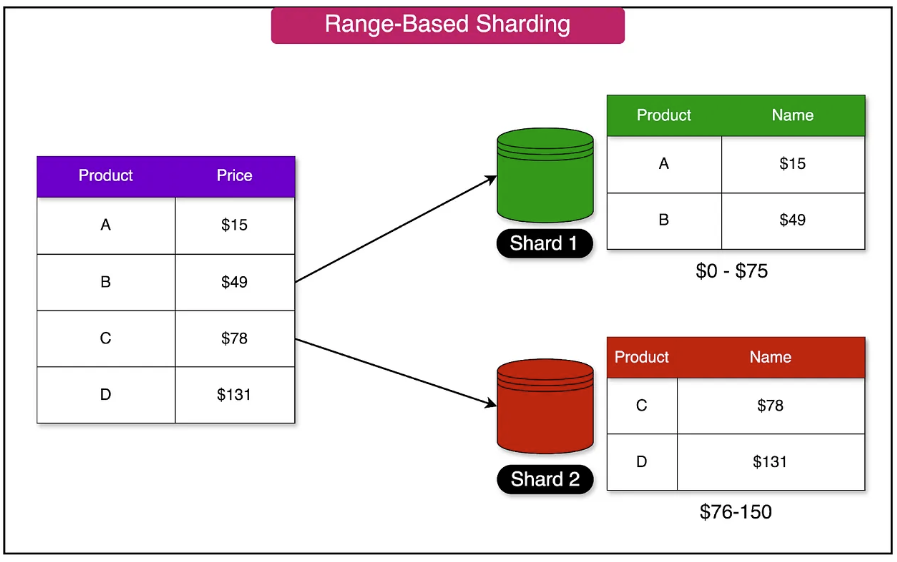 Range-Based Sharding
Product Price
A $15
B $49
C $78
D $131
Shard 1
Product Name
A $15
B $49
$0 - $75
Shard 2
Product Name
C $78
D $131
$76-150